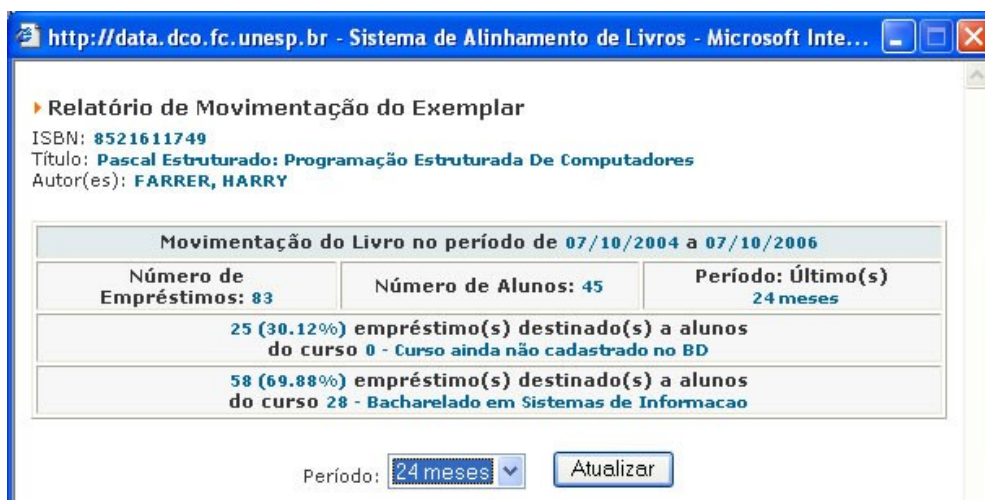 http://data.dco.fc.unesp.br - Sistema de Alinhamento de Livros - Microsoft Inte...
Relatório de Movimentação do Exemplar
ISBN: 8521611749
Título: Pascal Estruturado: Programação Estruturada De Computadores
Autor(es): FARRER, HARRY
Movimentação do Livro no período de 07/10/2004 a 07/10/2006
Número de
Empréstimos: 83
Número de Alunos: 45
Período: Último(s)
24 meses
25 (30.12%) empréstimo(s) destinado(s) a alunos
do curso 0 - Curso ainda não cadastrado no BD
58 (69.88%) empréstimo(s) destinado(s) a alunos
do curso 28 - Bacharelado em Sistemas de Informacao
Período: 24 meses Atualizar